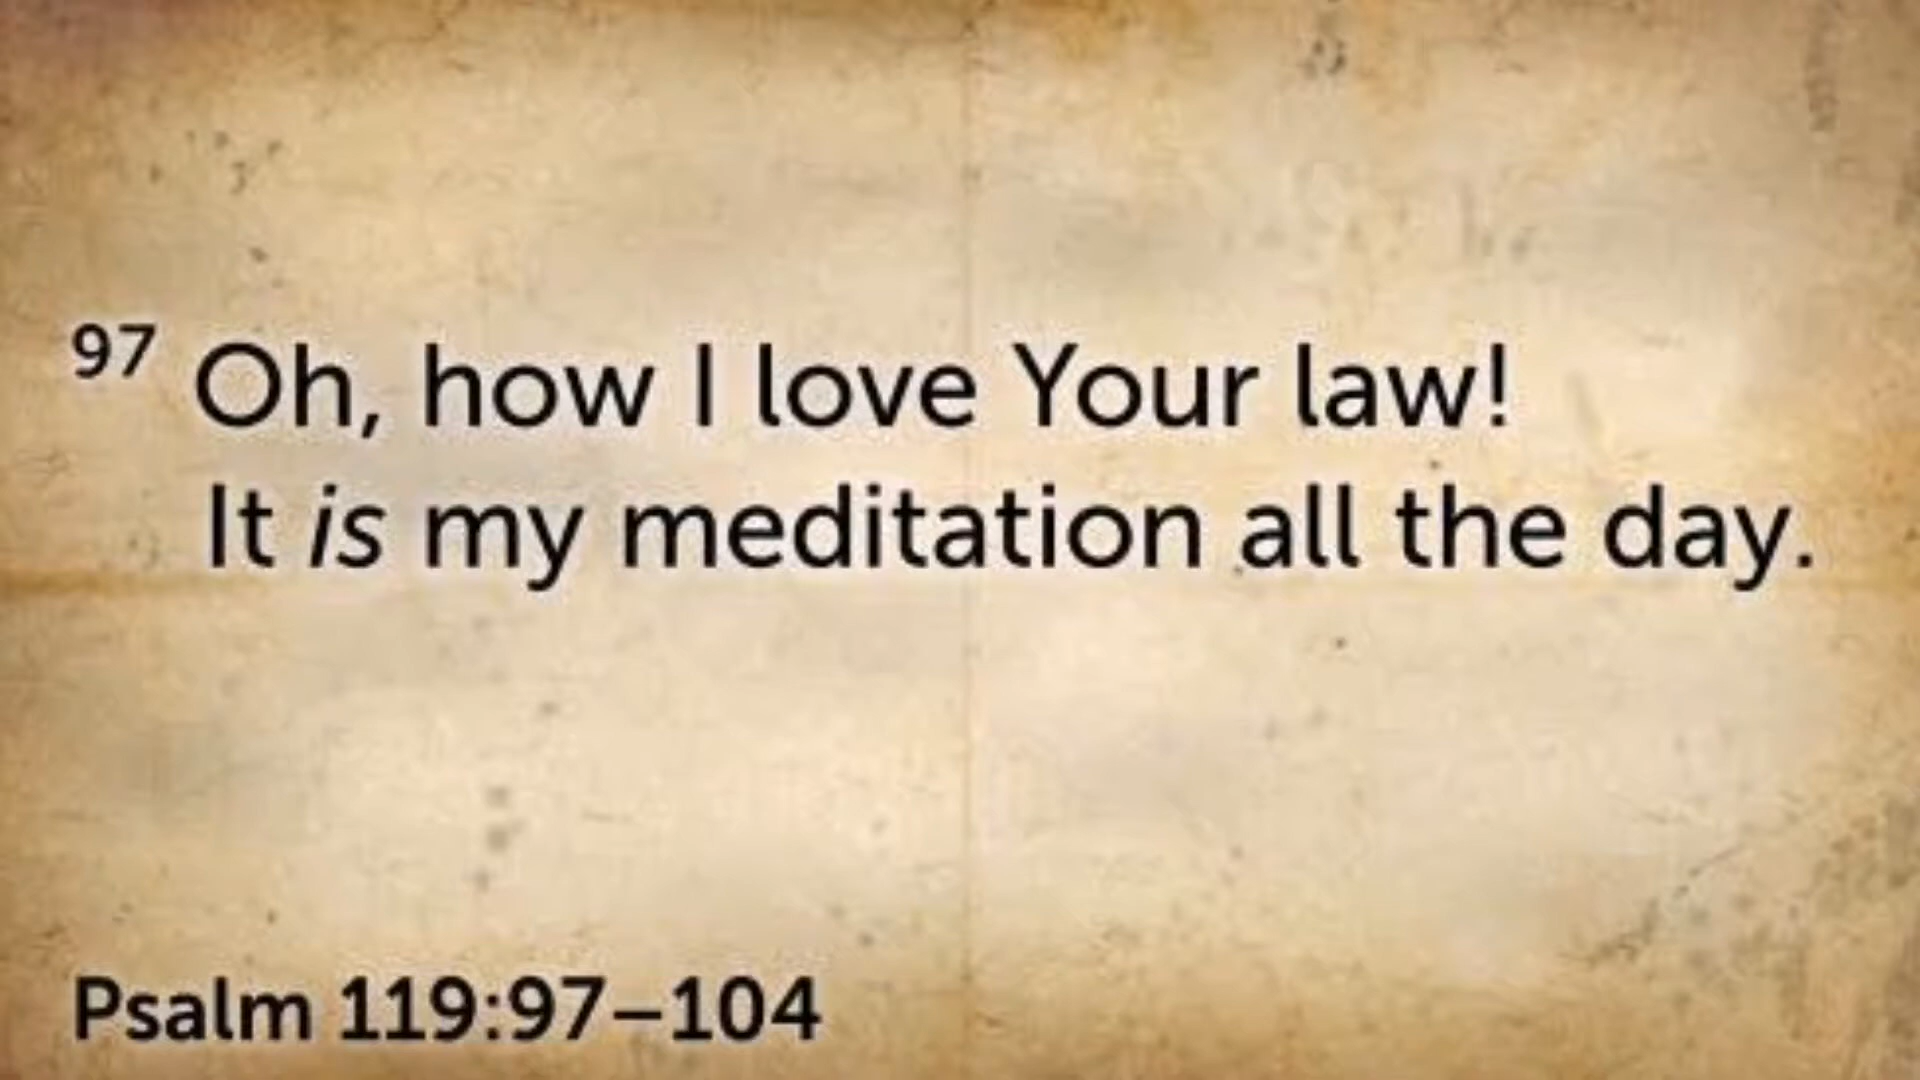 97 Oh, how I love Your law!
It is my meditation all the day.
Psalm 119:97–104